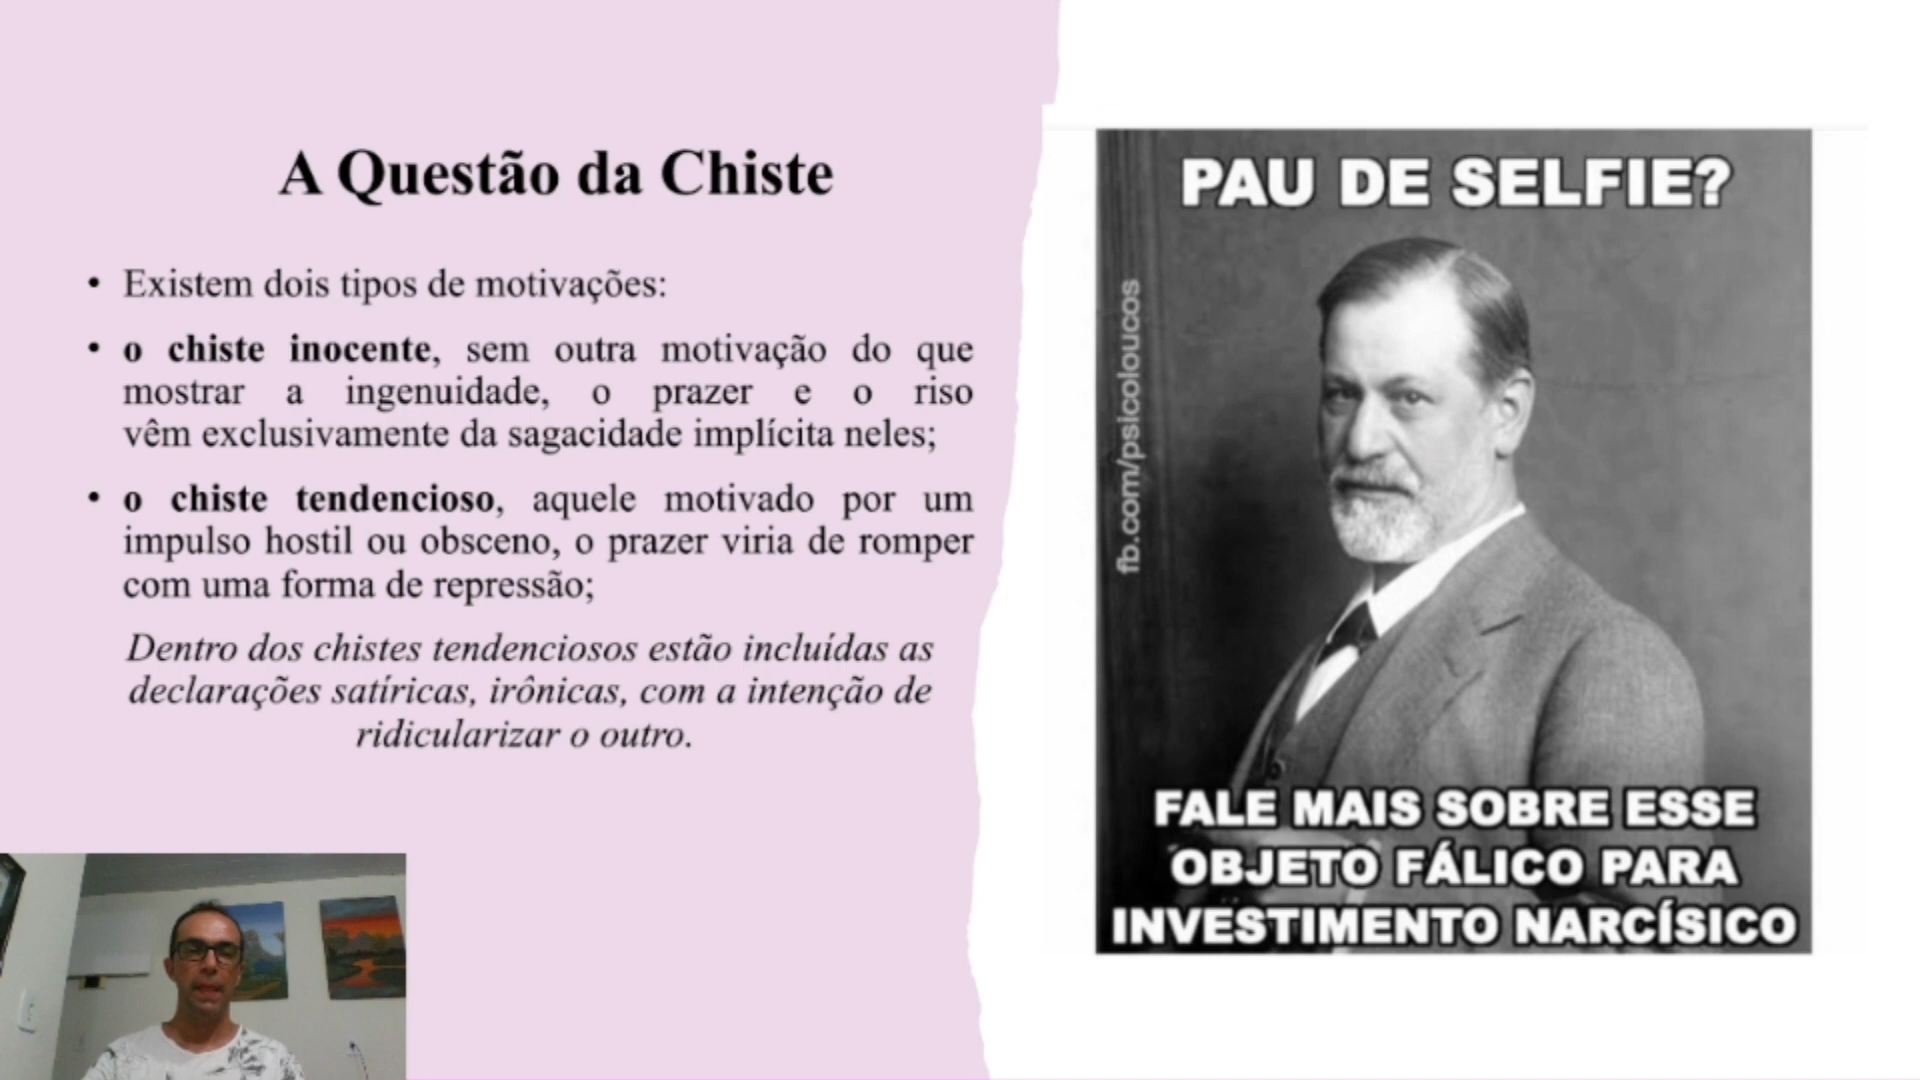 A Questão da Chiste
• Existem dois tipos de motivações:
• o chiste inocente, sem outra motivação do que
mostrar a ingenuidade, o prazer e o riso
vêm exclusivamente da sagacidade implícita neles;
• o chiste tendencioso, aquele motivado por um
impulso hostil ou obsceno, o prazer viria de romper
com uma forma de repressão;
Dentro dos chistes tendenciosos estão incluídas as
declarações satíricas, irônicas, com a intenção de
ridicularizar o outro.
PAU DE SELFIE?
fb.com/psicoloucos
FALE MAIS SOBRE ESSE
OBJETO FÁLICO PARA
INVESTIMENTO NARCÍSICO